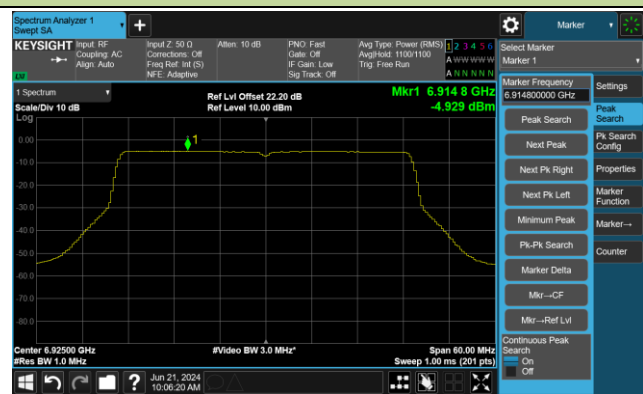 Spectrum Analyzer 1
Swept SA
+
Marker
KEYSIGHT
Input: RF
Coupling: AC
Align: Auto
Input Z: 50 Ω
Corrections: Off
Freq Ref: Int (S)
NFE: Adaptive
Atten: 10 dB
PNO: Fast
Gate: Off
IF Gain: Low
Sig Track: Off
Avg Type: Power (RMS)
Avg|Hold: 1100/1100
Trig: Free Run
1 2 3 4 5 6
A W W W W W
A N N N N N
LW
Select Marker
Marker 1
1 Spectrum
Scale/Div 10 dB
Log
Ref Lvl Offset 22.20 dB
Ref Level 10.00 dBm
Mkr1 6.914 8 GHz
-4.929 dBm
1
0.00
-10.0
-20.0
-30.0
-40.0
-50.0
-60.0
-70.0
-80.0
Center 6.92500 GHz
#Res BW 1.0 MHz
#Video BW 3.0 MHz*
Span 60.00 MHz
Sweep 1.00 ms (201 pts)
Marker Frequency
6.914800000 GHz
Peak Search
Next Peak
Next Pk Right
Next Pk Left
Minimum Peak
Pk-Pk Search
Marker Delta
Mkr→CF
Mkr→Ref Lvl
Continuous Peak
Search
On
Off
Settings
Peak
Search
Pk Search
Config
Properties
Marker
Function
Marker→
Counter
?
Jun 21, 2024
10:06:20 AM